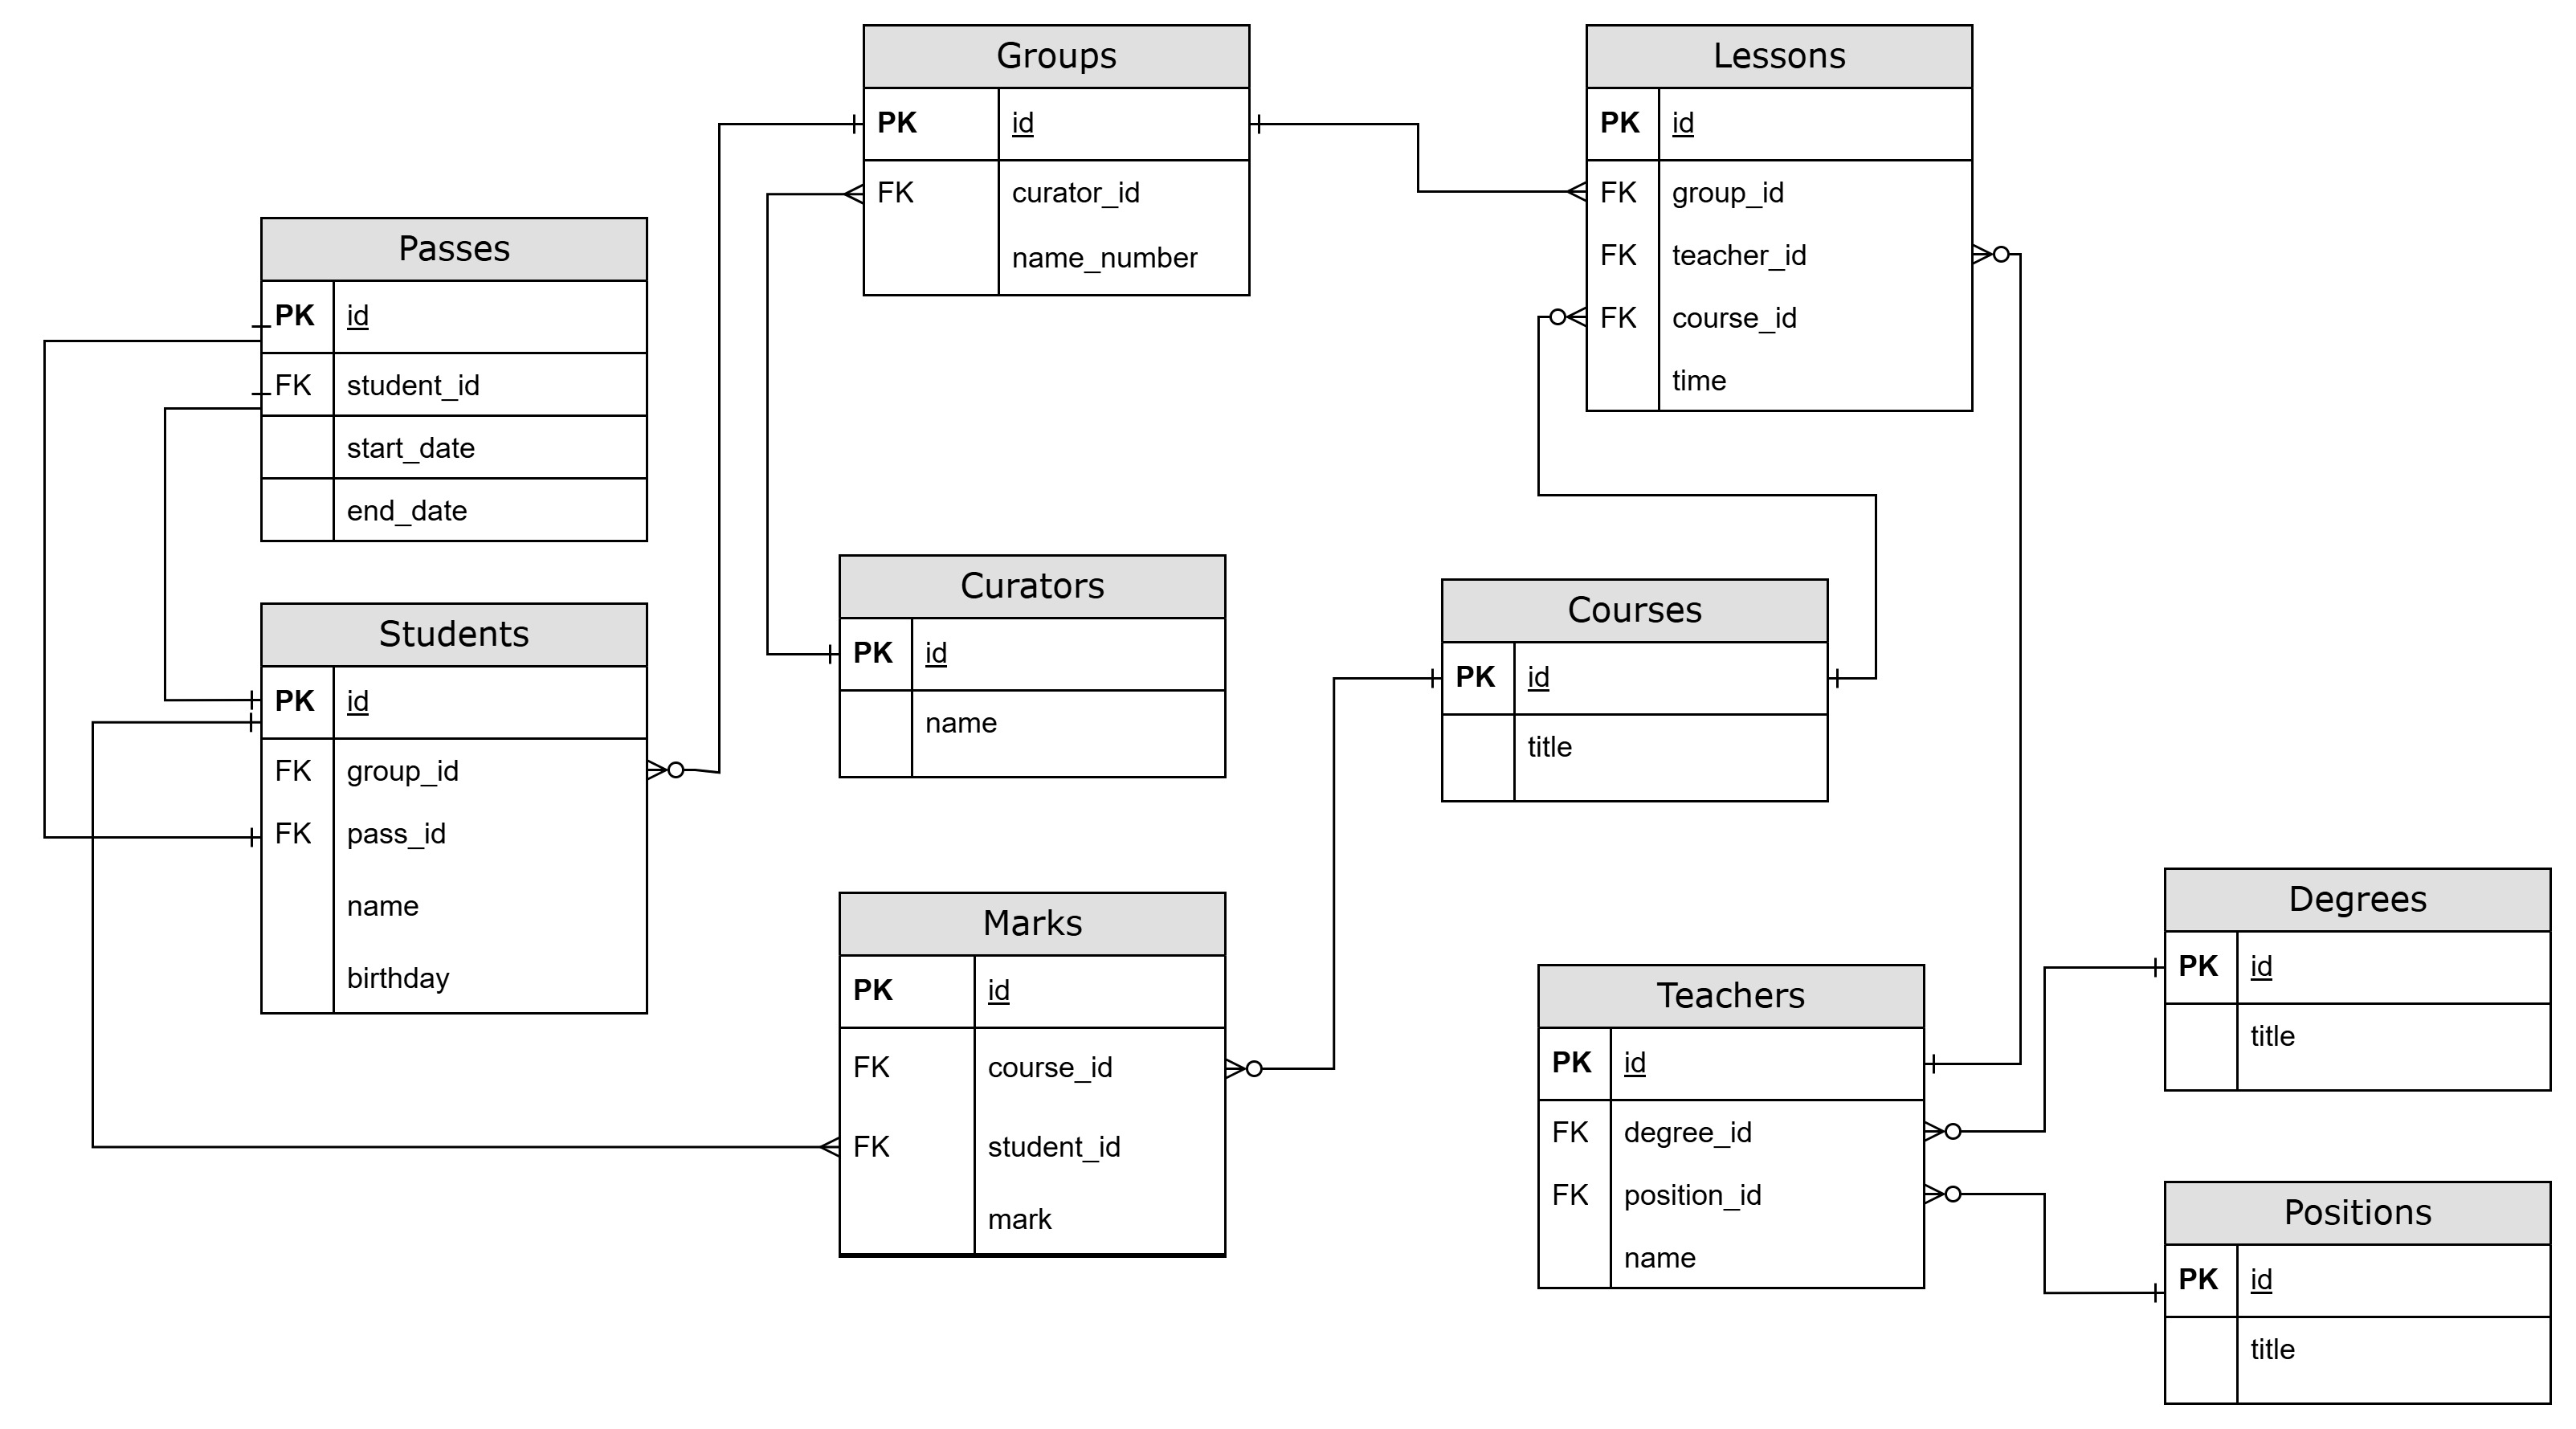 Groups
PK id
FK curator_id
name_number
Lessons
PK id
FK group_id
FK teacher_id
FK course_id
time
Passes
PK id
FK student_id
start_date
end_date
Students
PK id
FK group_id
FK pass_id
name
birthday
Curators
PK id
name
Courses
PK id
title
Marks
PK id
FK course_id
FK student_id
mark
Teachers
PK id
FK degree_id
FK position_id
name
Degrees
PK id
title
Positions
PK id
title